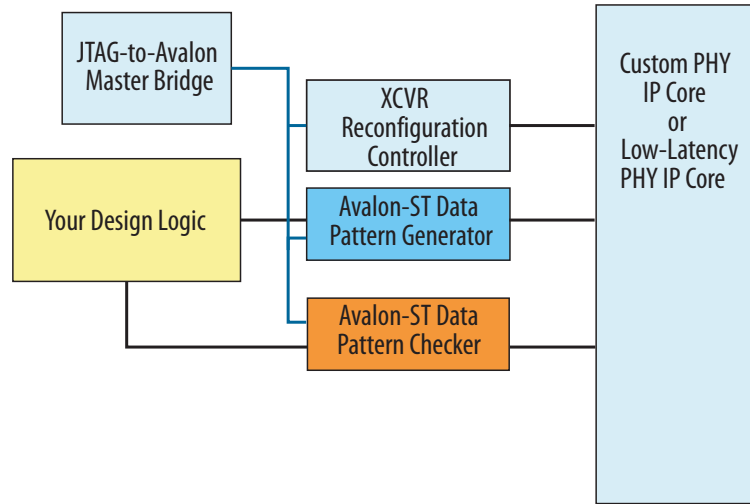 JTAG-to-Avalon
Master Bridge
XCVR
Reconfiguration
Controller
Custom PHY
IP Core
or
Low-Latency
PHY IP Core
Your Design Logic
Avalon-ST Data
Pattern Generator
Avalon-ST Data
Pattern Checker